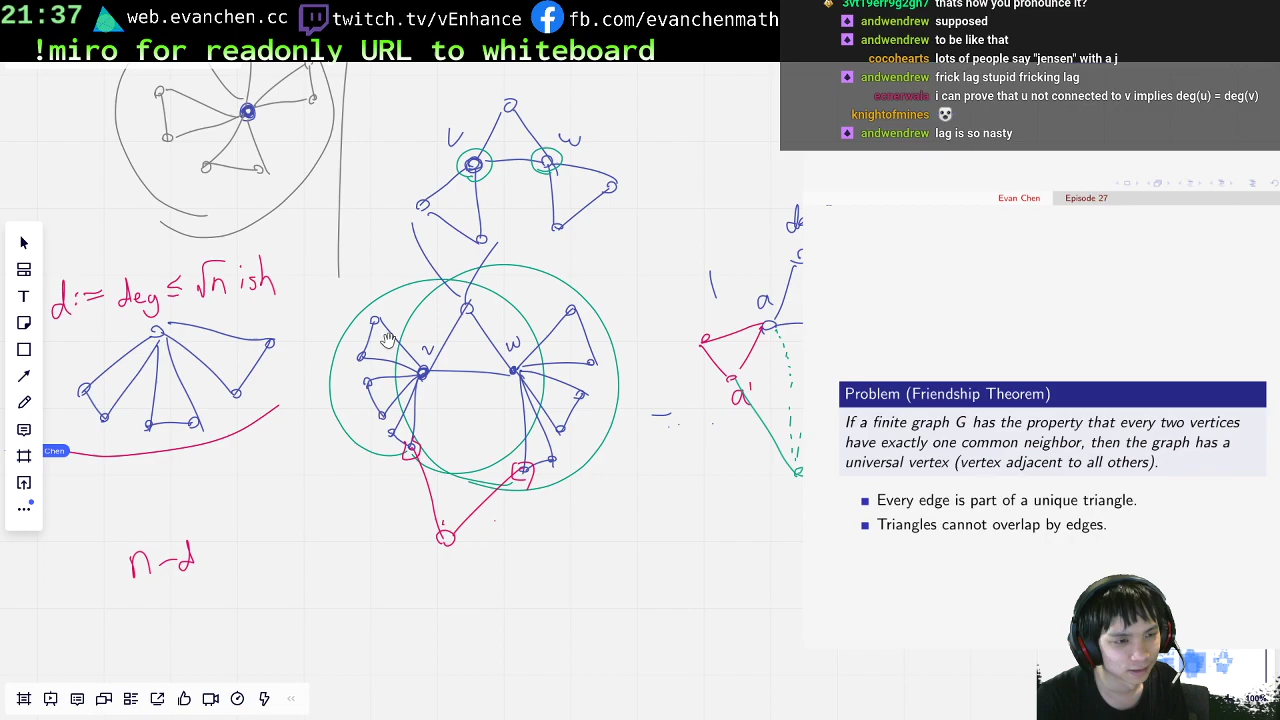 21:37 web.evanchen.cc twitch.tv/vEnhance fb.com/evanchenmath
!miro for readonly URL to whiteboard
3vt19err9g2gh7 thats how you pronounce it?
andwendrew supposed
andwendrew to be like that
cocohearts lots of people say "jensen" with a j
andwendrew frick lag stupid fricking lag
ecnerwala i can prove that u not connected to v implies deg(u) = deg(v)
knightofmines
andwendrew lag is so nasty
V W
d := deg ≤ √n ish
v w
a
a'
n-d
Chen
Evan Chen Episode 27
Problem (Friendship Theorem)
If a finite graph G has the property that every two vertices
have exactly one common neighbor, then the graph has a
universal vertex (vertex adjacent to all others).
Every edge is part of a unique triangle.
Triangles cannot overlap by edges.
100%